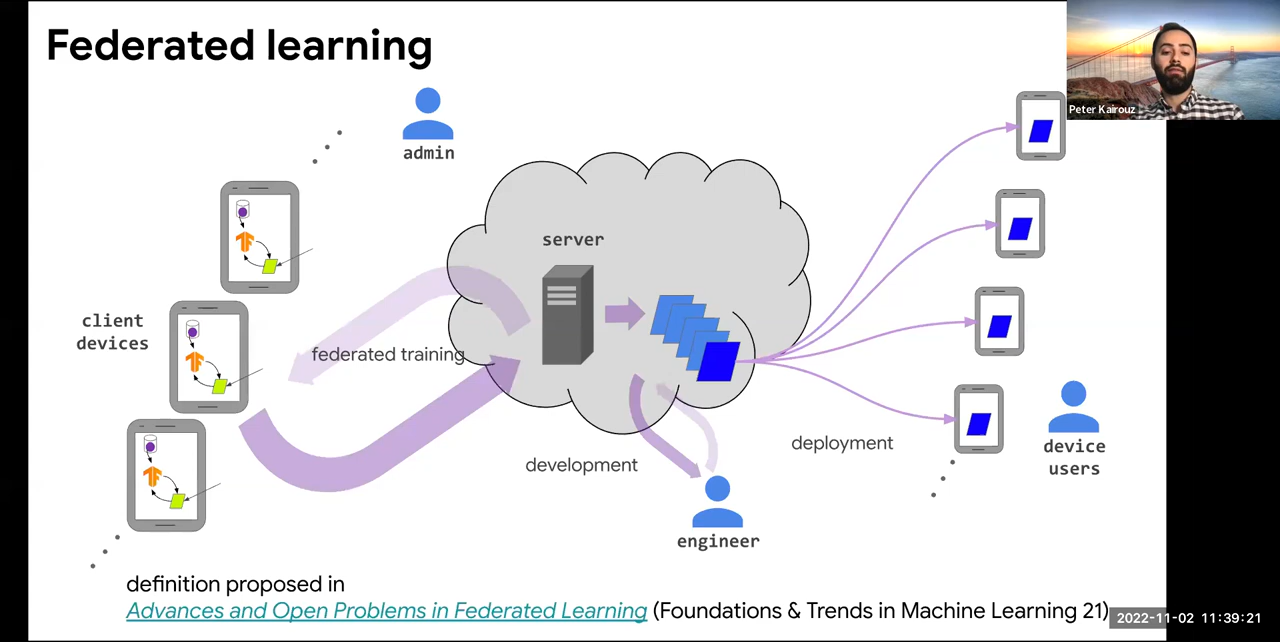 Federated learning
Peter Kairouz
admin
server
client
devices
federated training
development
deployment
device
users
engineer
definition proposed in
Advances and Open Problems in Federated Learning (Foundations & Trends in Machine Learning 21)
2022-11-02 11:39:21